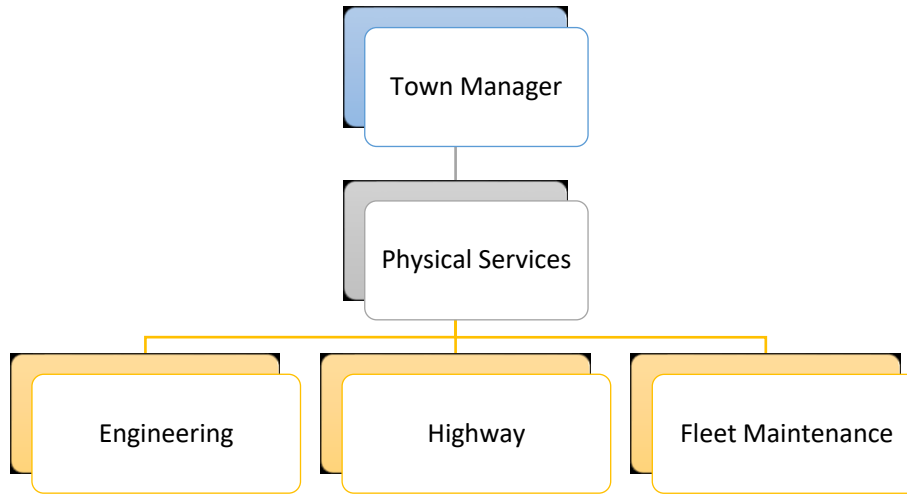 Town Manager
Physical Services
Engineering
Highway
Fleet Maintenance